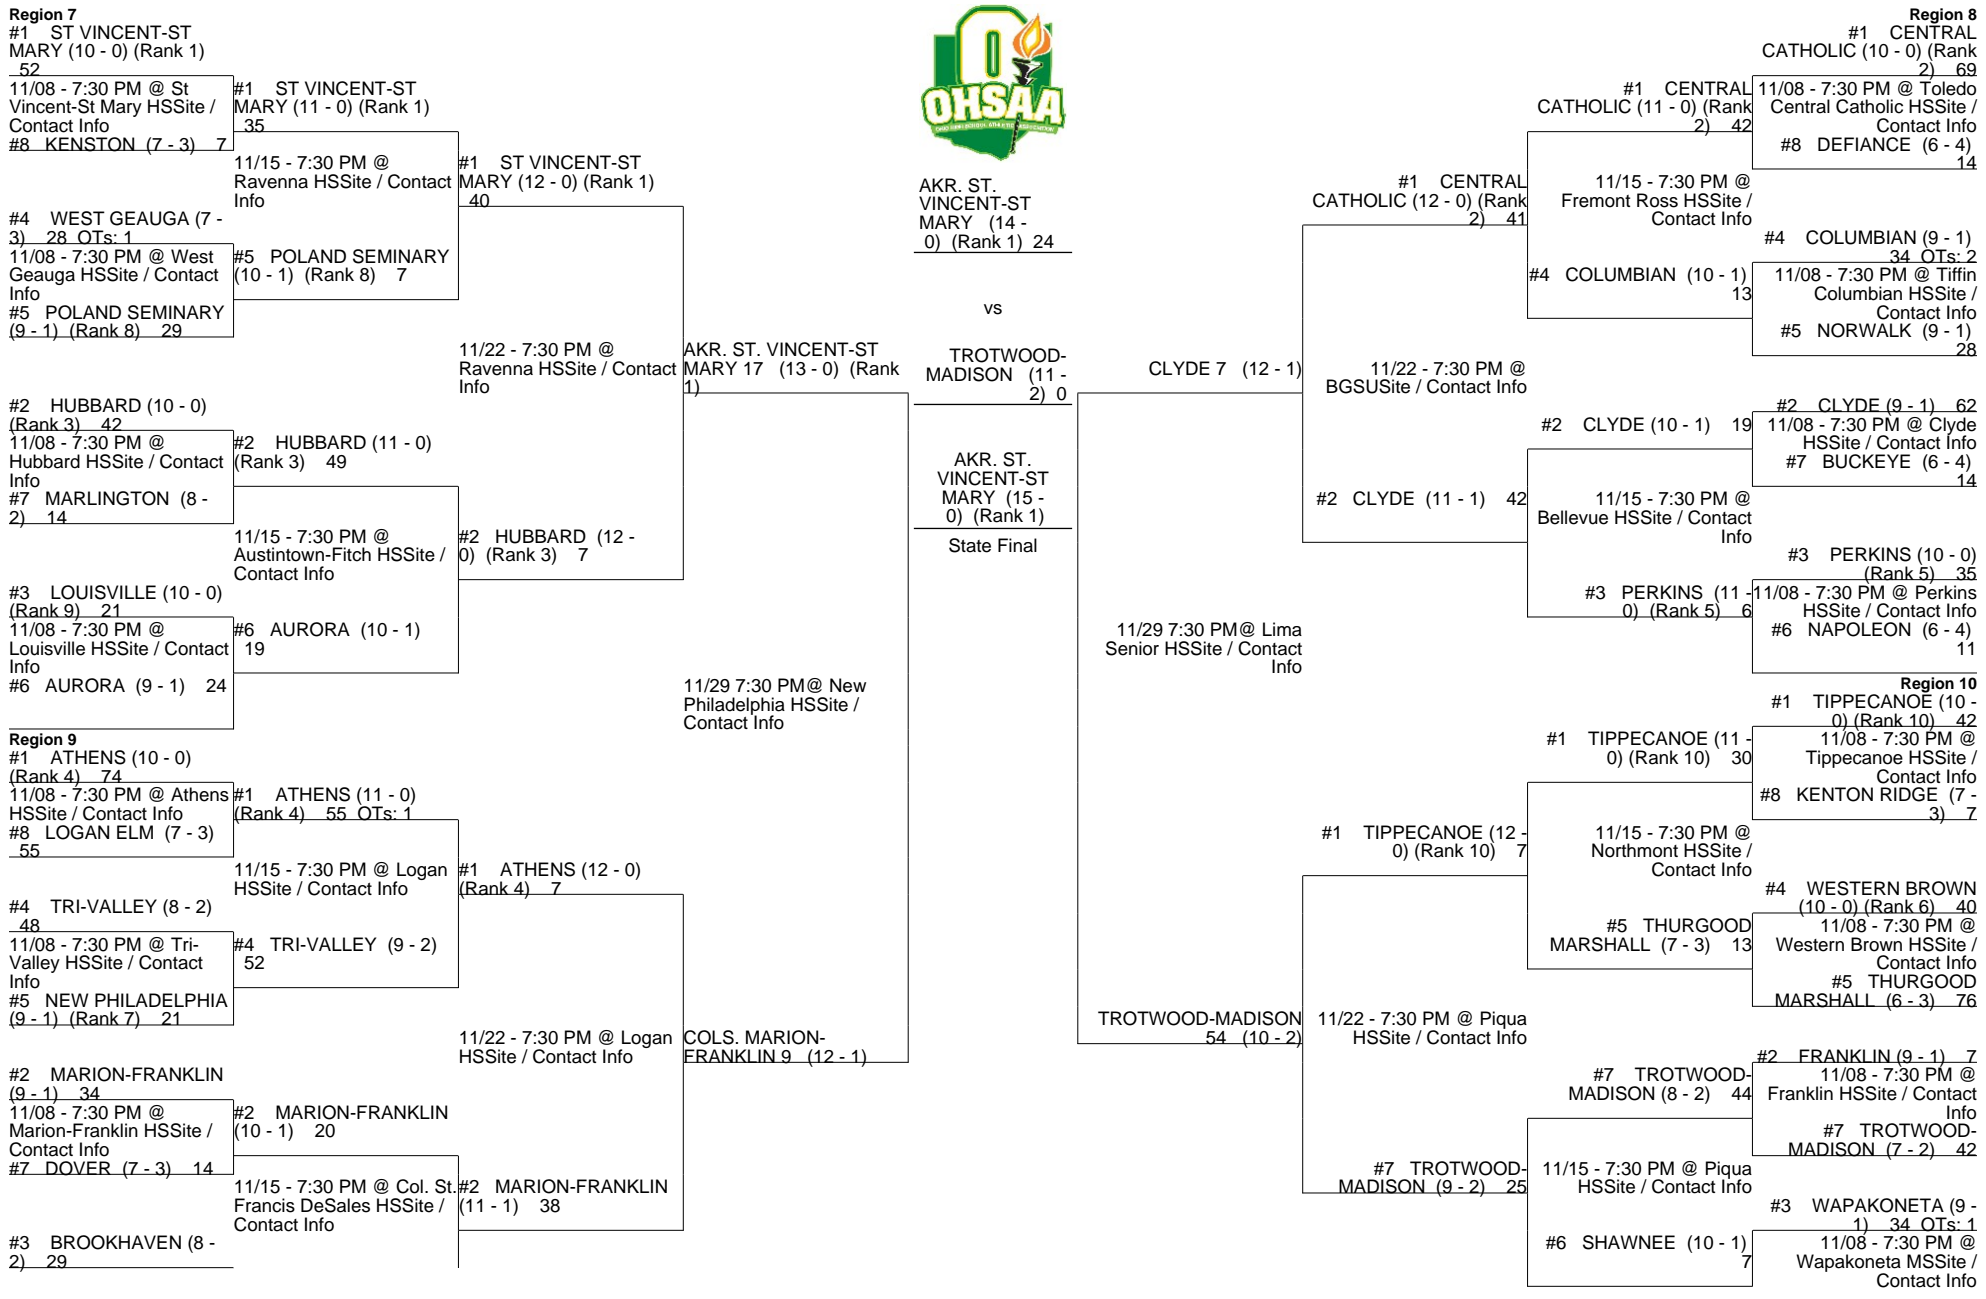 Region 7
#1 ST VINCENT-ST
MARY (10 - 0) (Rank 1)
52
11/08 - 7:30 PM @ St
Vincent-St Mary HSSite /
Contact Info
#8 KENSTON (7 - 3) 7
#4 WEST GEAUGA (7 -
3) 28 OTs: 1
11/08 - 7:30 PM @ West
Geauga HSSite / Contact
Info
#5 POLAND SEMINARY
(9 - 1) (Rank 8) 29
#2 HUBBARD (10 - 0)
(Rank 3) 42
11/08 - 7:30 PM @
Hubbard HSSite / Contact
Info
#7 MARLINGTON (8 -
2) 14
#3 LOUISVILLE (10 - 0)
(Rank 9) 21
11/08 - 7:30 PM @
Louisville HSSite / Contact
Info
#6 AURORA (9 - 1) 24
Region 9
#1 ATHENS (10 - 0)
(Rank 4) 74
11/08 - 7:30 PM @ Athens
HSSite / Contact Info
#8 LOGAN ELM (7 - 3)
55
#4 TRI-VALLEY (8 - 2)
48
11/08 - 7:30 PM @ Tri-
Valley HSSite / Contact
Info
#5 NEW PHILADELPHIA
(9 - 1) (Rank 7) 21
#2 MARION-FRANKLIN
(9 - 1) 34
11/08 - 7:30 PM @
Marion-Franklin HSSite /
Contact Info
#7 DOVER (7 - 3) 14
#3 BROOKHAVEN (8 -
2) 29
#1 ST VINCENT-ST
MARY (11 - 0) (Rank 1)
35
11/15 - 7:30 PM @
Ravenna HSSite / Contact
Info
#5 POLAND SEMINARY
(10 - 1) (Rank 8) 7
#2 HUBBARD (11 - 0)
(Rank 3) 49
11/15 - 7:30 PM @
Austintown-Fitch HSSite /
Contact Info
#6 AURORA (10 - 1)
19
#1 ATHENS (11 - 0)
(Rank 4) 55 OTs: 1
11/15 - 7:30 PM @ Logan
HSSite / Contact Info
#4 TRI-VALLEY (9 - 2)
52
#2 MARION-FRANKLIN
(10 - 1) 20
11/15 - 7:30 PM @ Col. St.
Francis DeSales HSSite /
Contact Info
#1 ST VINCENT-ST
MARY (12 - 0) (Rank 1)
40
11/22 - 7:30 PM @
Ravenna HSSite / Contact
Info
#2 HUBBARD (12 -
0) (Rank 3) 7
#1 ATHENS (12 - 0)
(Rank 4) 7
11/22 - 7:30 PM @ Logan
HSSite / Contact Info
#2 MARION-FRANKLIN
(11 - 1) 38
AKR. ST. VINCENT-ST
MARY 17 (13 - 0) (Rank
1)
11/29 7:30 PM@ New
Philadelphia HSSite /
Contact Info
COLS. MARION-
FRANKLIN 9 (12 - 1)
OHSAA
AKR. ST.
VINCENT-ST
MARY (14 -
0) (Rank 1) 24
vs
TROTWOOD-
MADISON (11 -
2) 0
AKR. ST.
VINCENT-ST
MARY (15 -
0) (Rank 1)
State Final
CLYDE 7 (12 - 1)
11/29 7:30 PM@ Lima
Senior HSSite / Contact
Info
TROTWOOD-MADISON
54 (10 - 2)
#1 CENTRAL
CATHOLIC (12 - 0) (Rank
2) 41
11/22 - 7:30 PM @
BGSUSite / Contact Info
#2 CLYDE (11 - 1) 42
#1 TIPPECANOE (12 -
0) (Rank 10) 7
11/22 - 7:30 PM @ Piqua
HSSite / Contact Info
#7 TROTWOOD-
MADISON (9 - 2) 25
#1 CENTRAL
CATHOLIC (11 - 0) (Rank
2) 42
11/15 - 7:30 PM @
Fremont Ross HSSite /
Contact Info
#4 COLUMBIAN (10 - 1)
13
#2 CLYDE (10 - 1) 19
11/15 - 7:30 PM @
Bellevue HSSite / Contact
Info
#3 PERKINS (11 -
0) (Rank 5) 6
#1 TIPPECANOE (11 -
0) (Rank 10) 30
11/15 - 7:30 PM @
Northmont HSSite /
Contact Info
#5 THURGOOD
MARSHALL (7 - 3) 13
#7 TROTWOOD-
MADISON (8 - 2) 44
11/15 - 7:30 PM @ Piqua
HSSite / Contact Info
#6 SHAWNEE (10 - 1)
7
Region 8
#1 CENTRAL
CATHOLIC (10 - 0) (Rank
2) 69
11/08 - 7:30 PM @ Toledo
Central Catholic HSSite /
Contact Info
#8 DEFIANCE (6 - 4)
14
#4 COLUMBIAN (9 - 1)
34 OTs: 2
11/08 - 7:30 PM @ Tiffin
Columbian HSSite /
Contact Info
#5 NORWALK (9 - 1)
28
#2 CLYDE (9 - 1) 62
11/08 - 7:30 PM @ Clyde
HSSite / Contact Info
#7 BUCKEYE (6 - 4)
14
#3 PERKINS (10 - 0)
(Rank 5) 35
11/08 - 7:30 PM @ Perkins
HSSite / Contact Info
#6 NAPOLEON (6 - 4)
11
Region 10
#1 TIPPECANOE (10 -
0) (Rank 10) 42
11/08 - 7:30 PM @
Tippecanoe HSSite /
Contact Info
#8 KENTON RIDGE (7 -
3) 7
#4 WESTERN BROWN
(10 - 0) (Rank 6) 40
11/08 - 7:30 PM @
Western Brown HSSite /
Contact Info
#5 THURGOOD
MARSHALL (6 - 3) 76
#2 FRANKLIN (9 - 1) 7
11/08 - 7:30 PM @
Franklin HSSite / Contact
Info
#7 TROTWOOD-
MADISON (7 - 2) 42
#3 WAPAKONETA (9 -
1) 34 OTs: 1
11/08 - 7:30 PM @
Wapakoneta MSSite /
Contact Info